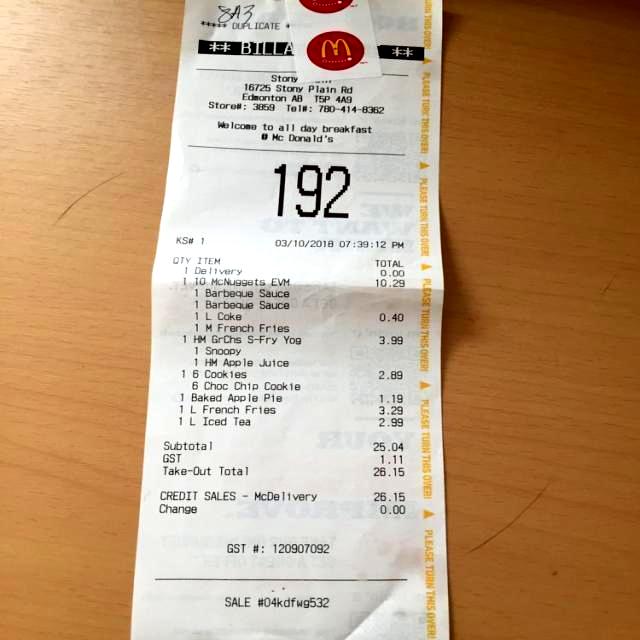 8A3
***** DUPLICATE *
** BILLA **
Stony
16725 Stony Plain Rd
Edmonton AB T5P 4A9
Store#: 3859 Tel#: 780-414-8362
Welcome to all day breakfast
@ Mc Donald's
192
KS# 1 03/10/2018 07:39:12 PM
QTY ITEM TOTAL
1 Delivery 0.00
1 10 McNuggets EVM 10.29
1 Barbeque Sauce
1 Barbeque Sauce
1 L Coke 0.40
1 M French Fries
1 HM GrChs S-Fry Yog 3.99
1 Snoopy
1 HM Apple Juice
1 6 Cookies 2.89
6 Choc Chip Cookie
1 Baked Apple Pie 1.19
1 L French Fries 3.29
1 L Iced Tea 2.99
Subtotal 25.04
GST 1.11
Take-Out Total 26.15
CREDIT SALES - McDelivery 26.15
Change 0.00
GST #: 120907092
SALE #04kdfwg532
PLEASE TURN THIS OVER!
PLEASE TURN THIS OVER!
PLEASE TURN THIS OVER!
PLEASE TURN THIS OVER!
PLEASE TURN THIS OVER!
PLEASE TURN THIS OVER!